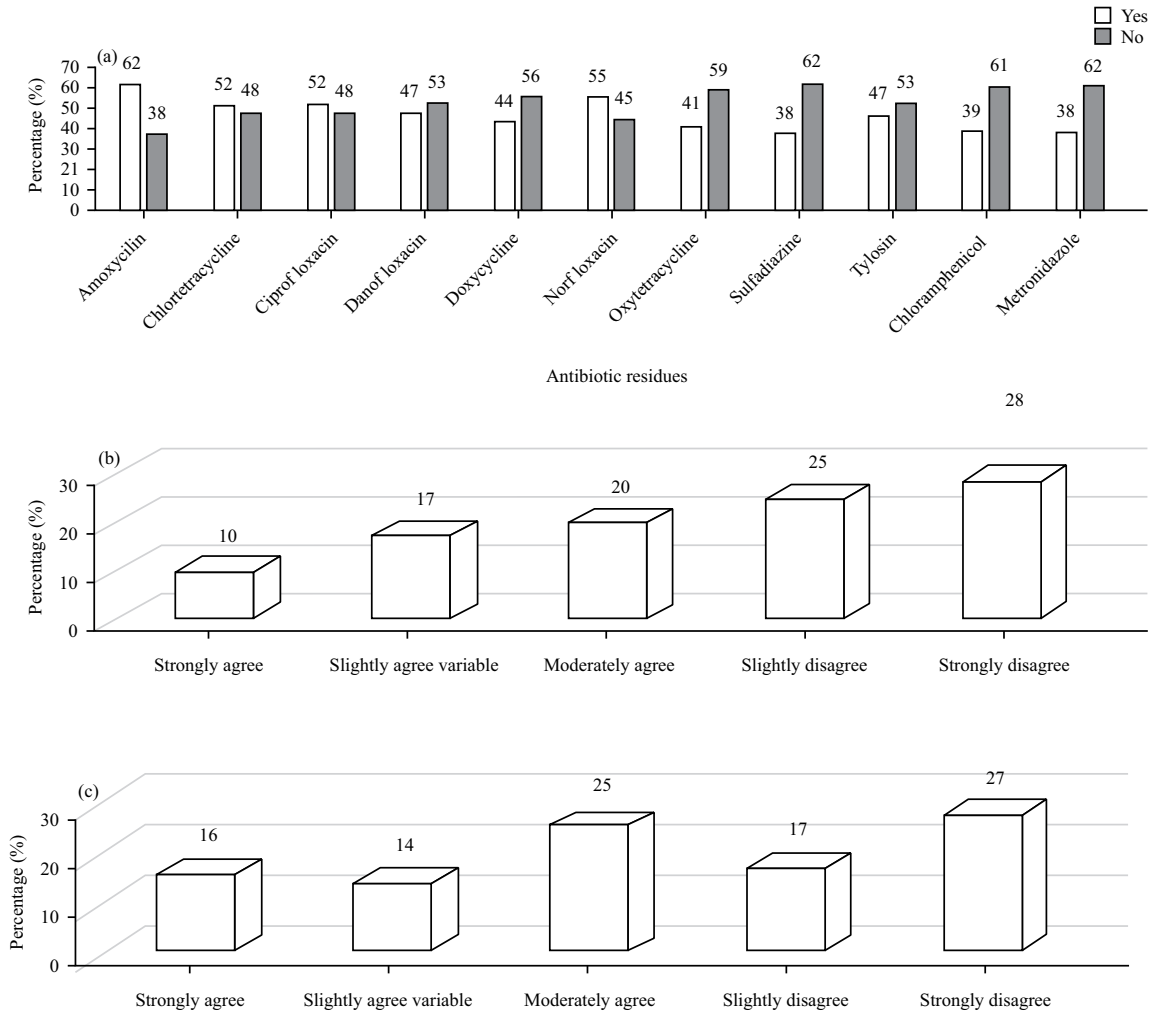 Yes
No
(a)
Percentage (%)
70
60
50
40
30
21
10
0
62 38 52 48 52 48 47 53 44 56 55 45 41 59 38 62 47 53 39 61 38 62
Amoxycilin
Chlortetracycline
Ciprof loxacin
Danof loxacin
Doxycycline
Norf loxacin
Oxytetracycline
Sulfadiazine
Tylosin
Chloramphenicol
Metronidazole
Antibiotic residues
(b)
Percentage (%)
30
20
10
0
10 17 20 25 28
Strongly agree Slightly agree variable Moderately agree Slightly disagree Strongly disagree
(c)
Percentage (%)
30
20
10
0
16 14 25 17 27
Strongly agree Slightly agree variable Moderately agree Slightly disagree Strongly disagree